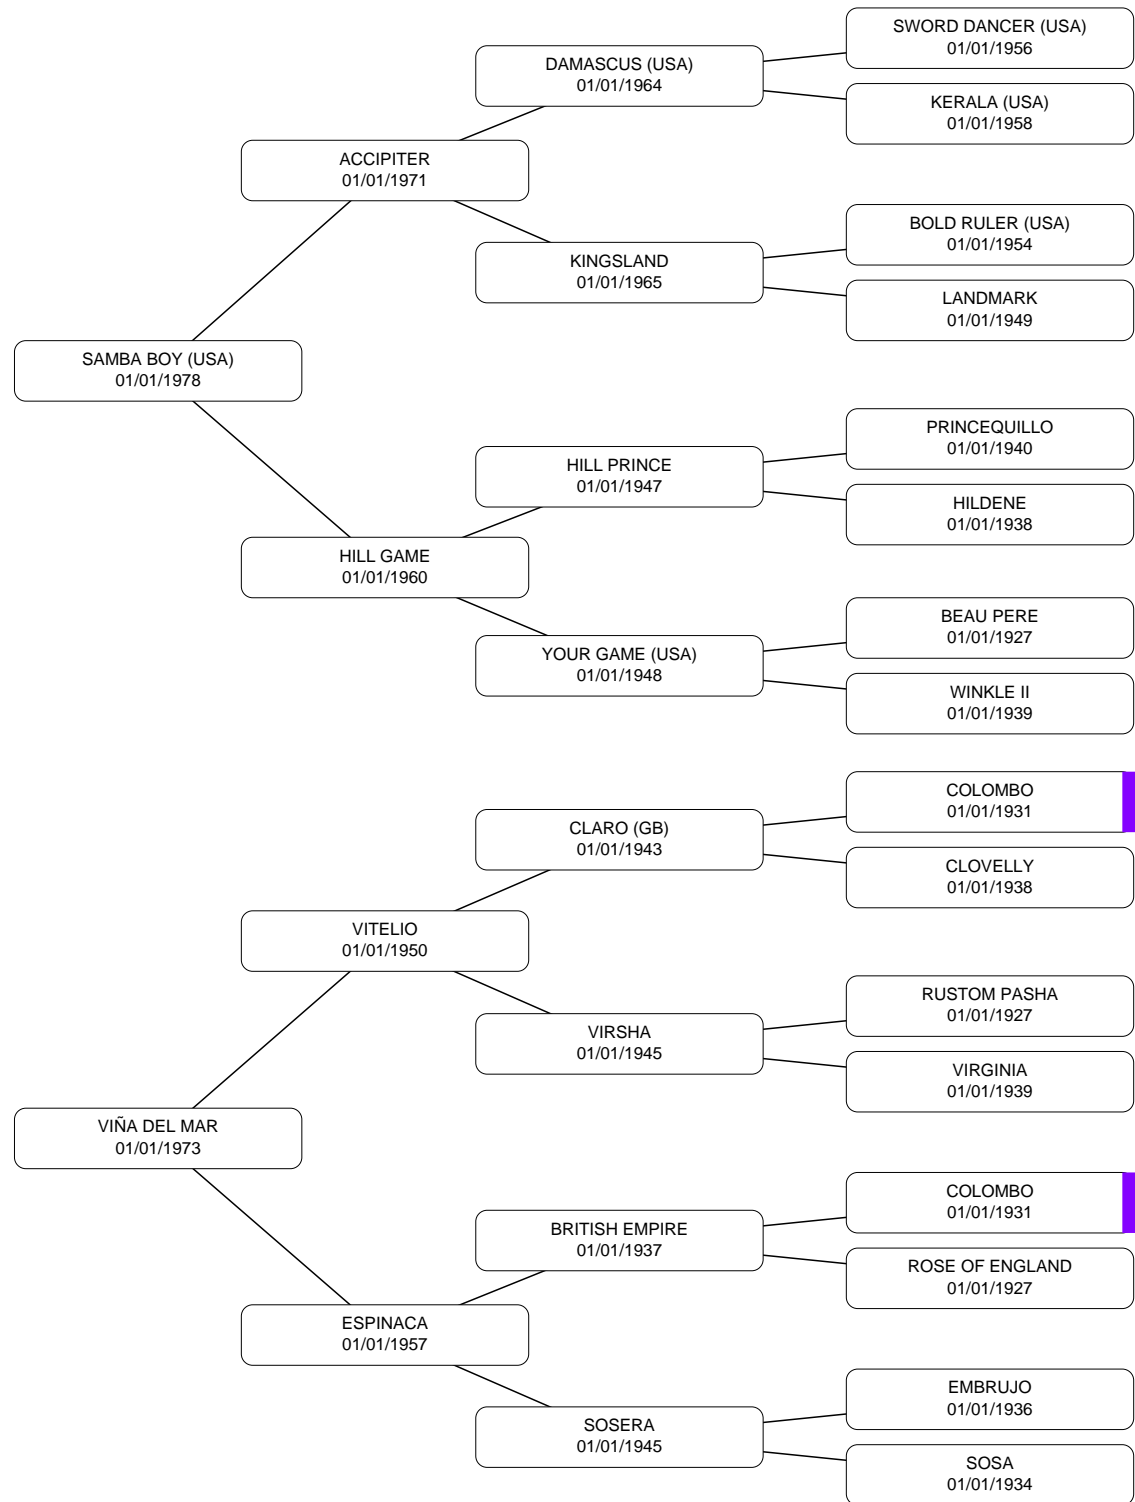 SWORD DANCER (USA)
01/01/1956
DAMASCUS (USA)
01/01/1964
KERALA (USA)
01/01/1958
ACCIPITER
01/01/1971
BOLD RULER (USA)
01/01/1954
KINGSLAND
01/01/1965
LANDMARK
01/01/1949
SAMBA BOY (USA)
01/01/1978
PRINCEQUILLO
01/01/1940
HILL PRINCE
01/01/1947
HILDENE
01/01/1938
HILL GAME
01/01/1960
BEAU PERE
01/01/1927
YOUR GAME (USA)
01/01/1948
WINKLE II
01/01/1939
COLOMBO
01/01/1931
CLARO (GB)
01/01/1943
CLOVELLY
01/01/1938
VITELIO
01/01/1950
RUSTOM PASHA
01/01/1927
VIRSHA
01/01/1945
VIRGINIA
01/01/1939
VIÑA DEL MAR
01/01/1973
COLOMBO
01/01/1931
BRITISH EMPIRE
01/01/1937
ROSE OF ENGLAND
01/01/1927
ESPINACA
01/01/1957
EMBRUJO
01/01/1936
SOSERA
01/01/1945
SOSA
01/01/1934